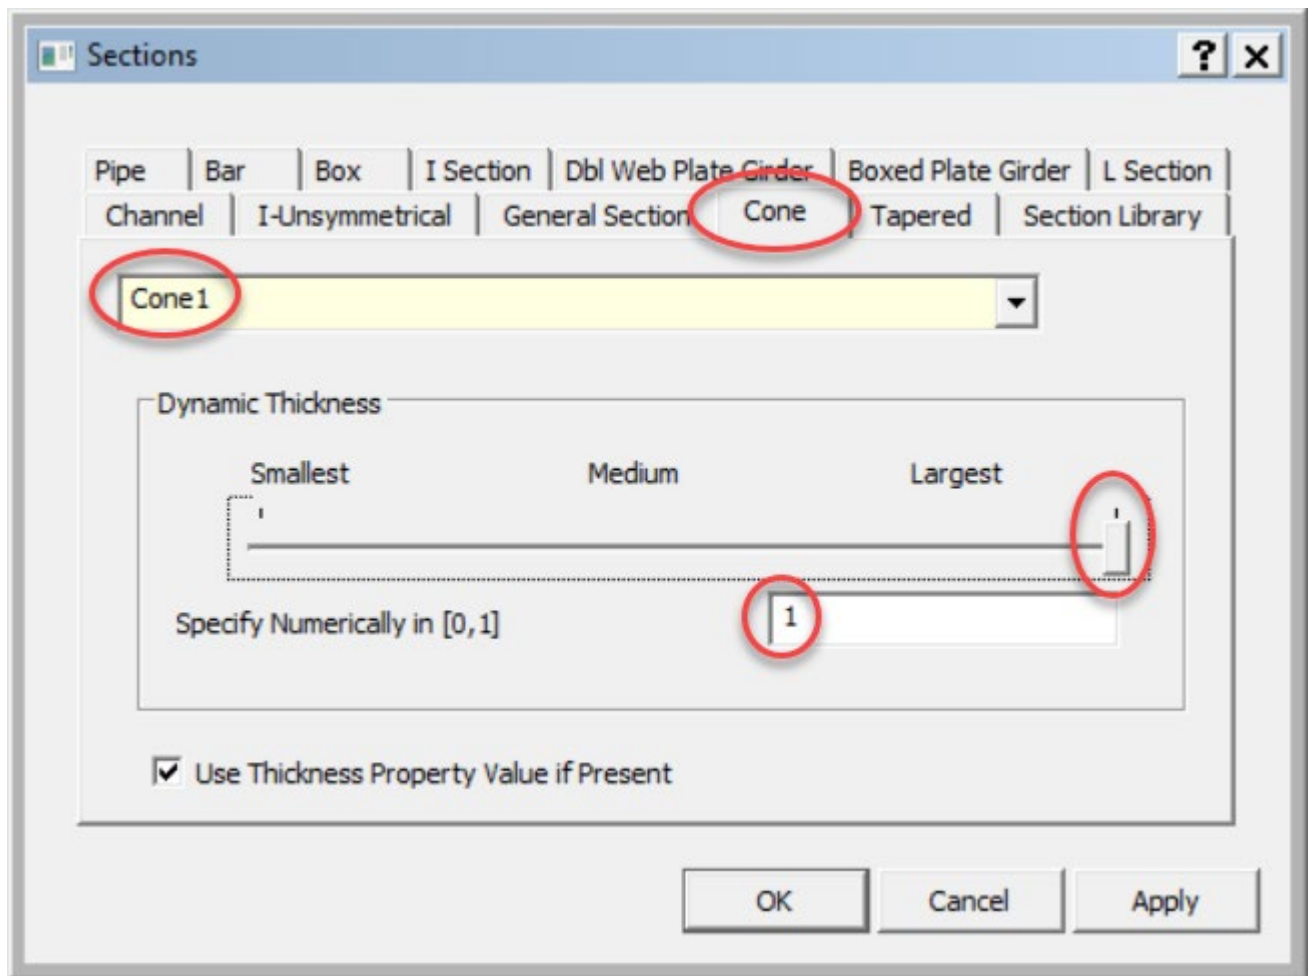 Sections
Pipe Bar Box I Section Dbl Web Plate Girder Boxed Plate Girder L Section
Channel I-Unsymmetrical General Section Cone Tapered Section Library
Cone1
Dynamic Thickness
Smallest Medium Largest
Specify Numerically in [0,1] 1
Use Thickness Property Value if Present
OK Cancel Apply